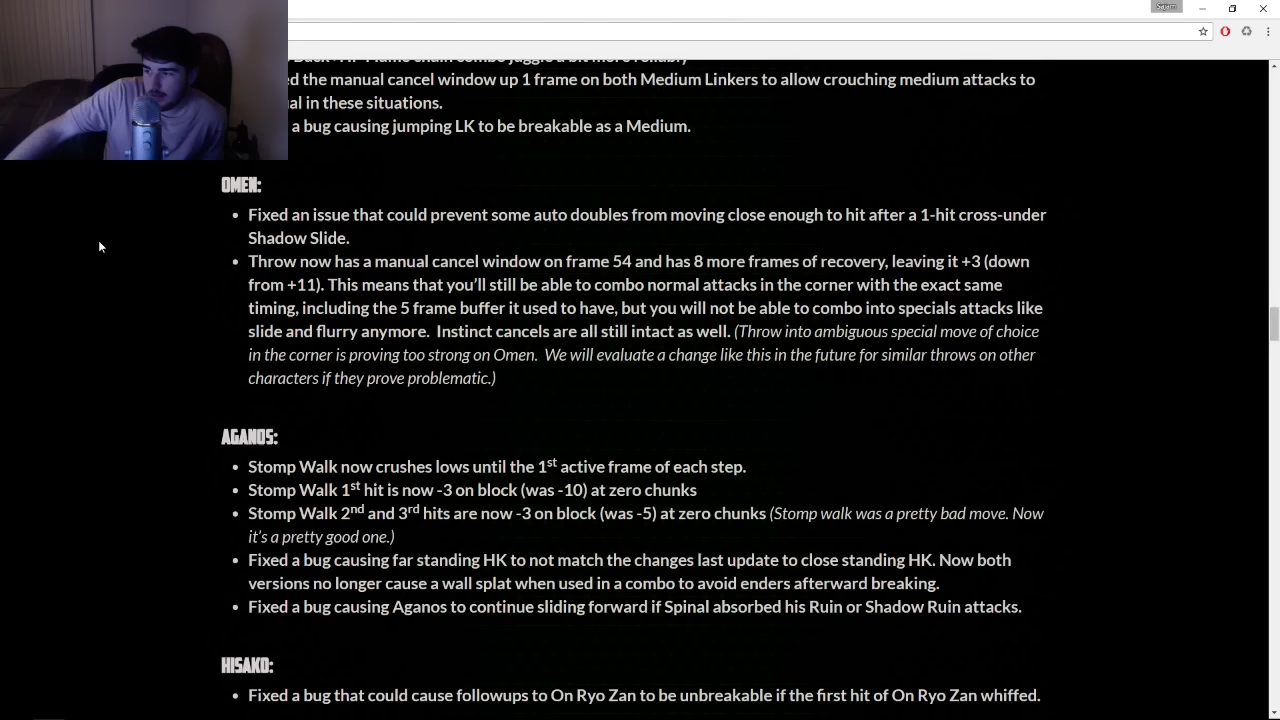 Sajam
ed the manual cancel window up 1 frame on both Medium Linkers to allow crouching medium attacks to
al in these situations.
a bug causing jumping LK to be breakable as a Medium.
OMEN:
• Fixed an issue that could prevent some auto doubles from moving close enough to hit after a 1-hit cross-under
Shadow Slide.
• Throw now has a manual cancel window on frame 54 and has 8 more frames of recovery, leaving it +3 (down
from +11). This means that you’ll still be able to combo normal attacks in the corner with the exact same
timing, including the 5 frame buffer it used to have, but you will not be able to combo into specials attacks like
slide and flurry anymore. Instinct cancels are all still intact as well. (Throw into ambiguous special move of choice
in the corner is proving too strong on Omen. We will evaluate a change like this in the future for similar throws on other
characters if they prove problematic.)
AGANOS:
• Stomp Walk now crushes lows until the 1st active frame of each step.
• Stomp Walk 1st hit is now -3 on block (was -10) at zero chunks
• Stomp Walk 2nd and 3rd hits are now -3 on block (was -5) at zero chunks (Stomp walk was a pretty bad move. Now
it’s a pretty good one.)
• Fixed a bug causing far standing HK to not match the changes last update to close standing HK. Now both
versions no longer cause a wall splat when used in a combo to avoid enders afterward breaking.
• Fixed a bug causing Aganos to continue sliding forward if Spinal absorbed his Ruin or Shadow Ruin attacks.
HISAKO:
• Fixed a bug that could cause followups to On Ryo Zan to be unbreakable if the first hit of On Ryo Zan whiffed.